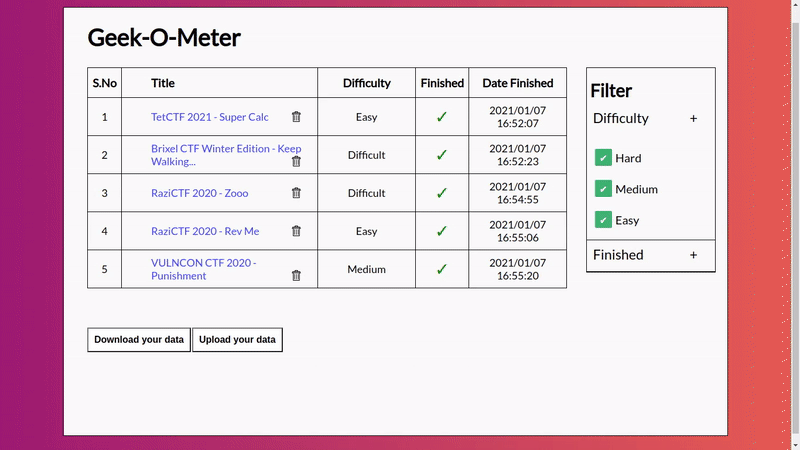 Geek-O-Meter
S.No Title Difficulty Finished Date Finished
1 TetCTF 2021 - Super Calc Easy ✓ 2021/01/07
16:52:07
2 Brixel CTF Winter Edition - Keep
Walking... Difficult ✓ 2021/01/07
16:52:23
3 RaziCTF 2020 - Zooo Difficult ✓ 2021/01/07
16:54:55
4 RaziCTF 2020 - Rev Me Easy ✓ 2021/01/07
16:55:06
5 VULNCON CTF 2020 -
Punishment Medium ✓ 2021/01/07
16:55:20
Filter
Difficulty +
✓ Hard
✓ Medium
✓ Easy
Finished +
Download your data Upload your data